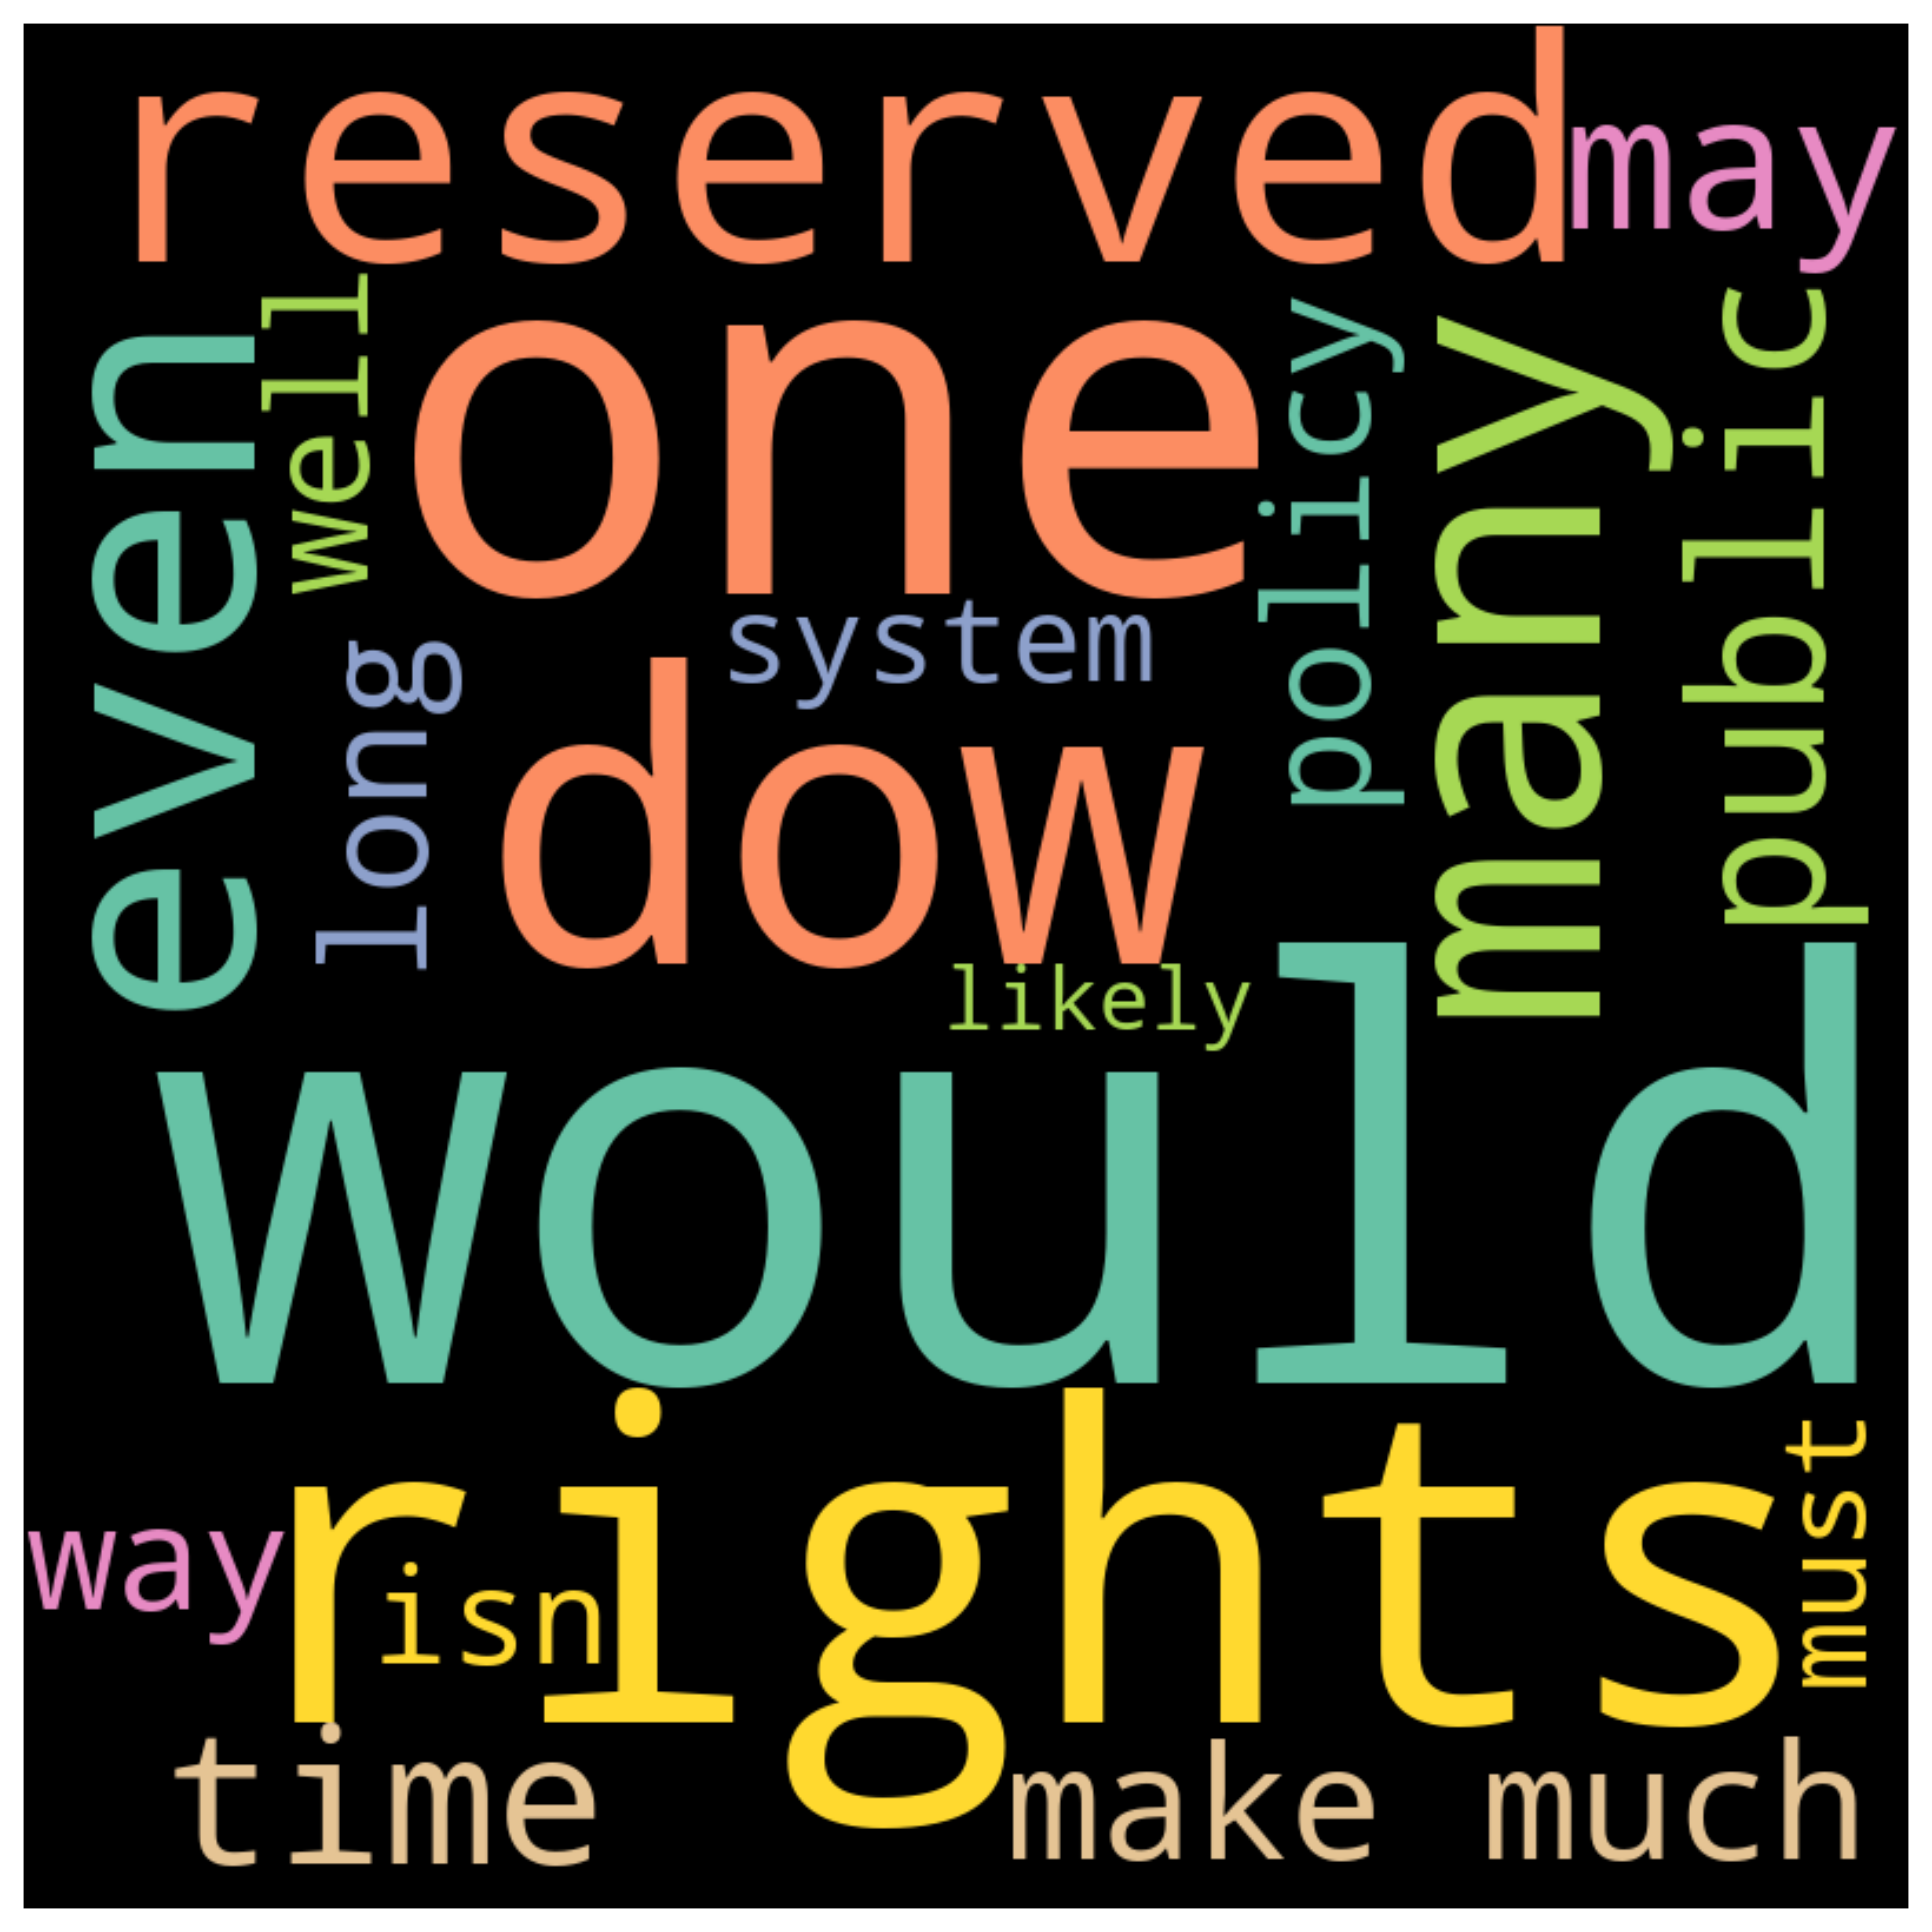 reserved
may
even
well
one
policy
many
public
system
long
dow
likely
would
rights
way
isn
must
time
make
much